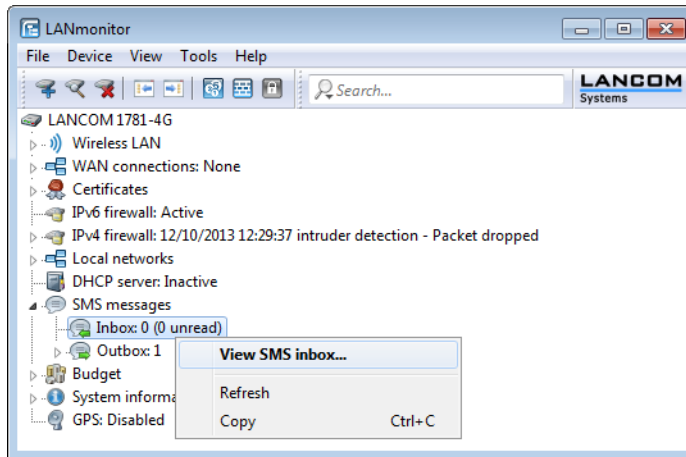 LANmonitor
File Device View Tools Help
Search...
LANCOM
Systems
LANCOM 1781-4G
Wireless LAN
WAN connections: None
Certificates
IPv6 firewall: Active
IPv4 firewall: 12/10/2013 12:29:37 intruder detection - Packet dropped
Local networks
DHCP server: Inactive
SMS messages
Inbox: 0 (0 unread)
Outbox: 1
View SMS inbox...
Budget
System informa
Refresh
GPS: Disabled
Copy Ctrl+C